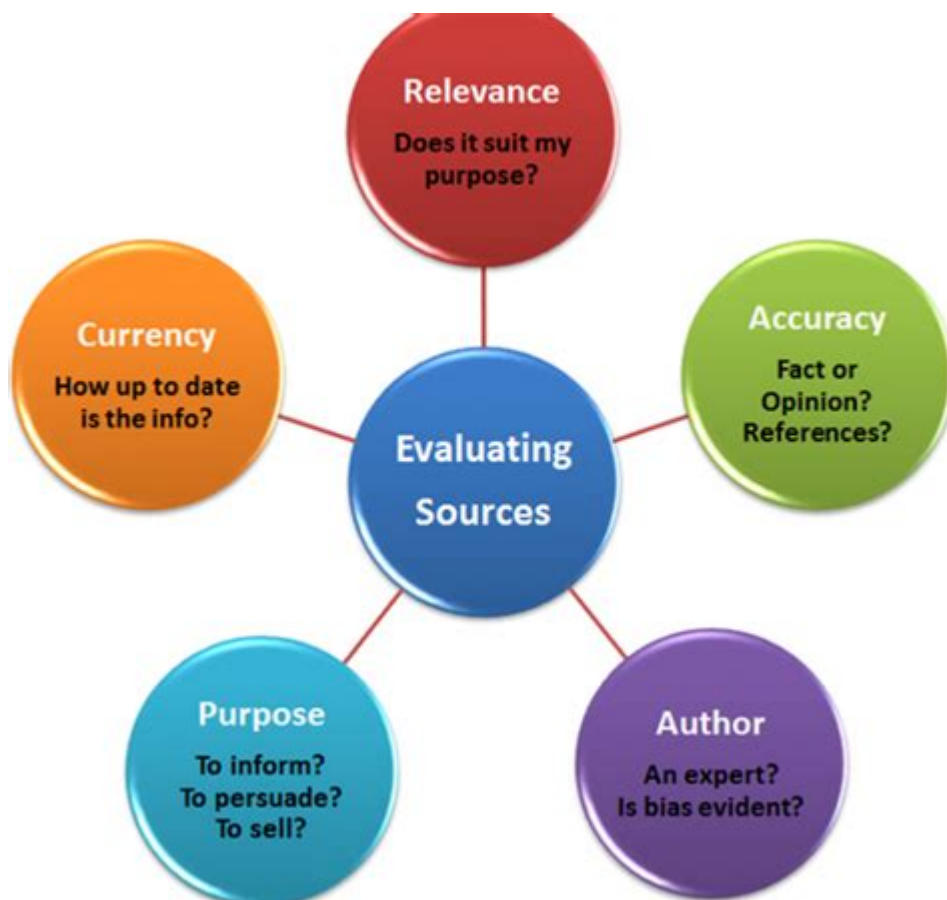 Relevance
Does it suit my
purpose?
Accuracy
Fact or
Opinion?
References?
Author
An expert?
Is bias evident?
Purpose
To inform?
To persuade?
To sell?
Currency
How up to date
is the info?
Evaluating
Sources